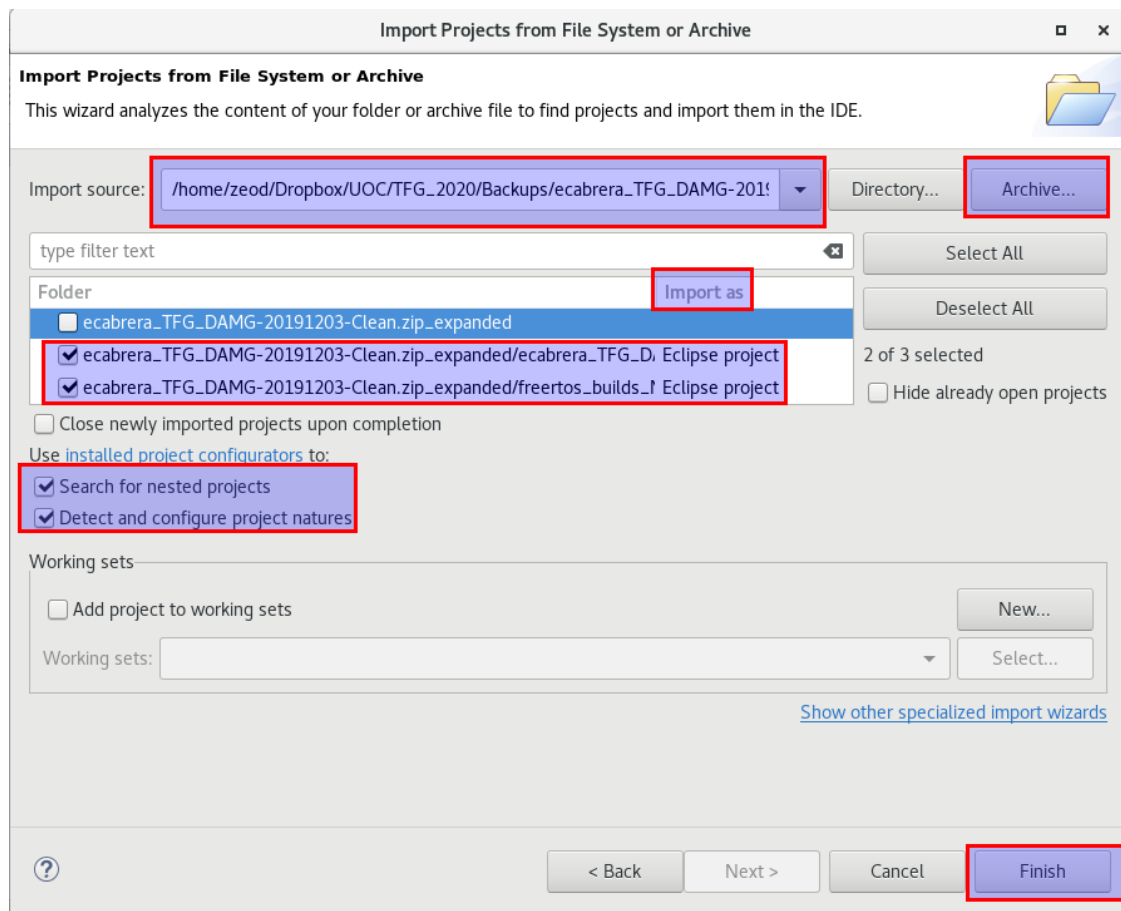 Import Projects from File System or Archive
Import Projects from File System or Archive
This wizard analyzes the content of your folder or archive file to find projects and import them in the IDE.
Import source: /home/zeod/Dropbox/UOC/TFG_2020/Backups/ecabrera_TFG_DAMG-2019 Directory... Archive...
type filter text Select All
Folder Import as
Deselect All
ecabrera_TFG_DAMG-20191203-Clean.zip_expanded
ecabrera_TFG_DAMG-20191203-Clean.zip_expanded/ecabrera_TFG_D Eclipse project 2 of 3 selected
ecabrera_TFG_DAMG-20191203-Clean.zip_expanded/freertos_builds_ Eclipse project Hide already open projects
Close newly imported projects upon completion
Use installed project configurators to:
Search for nested projects
Detect and configure project natures
Working sets
Add project to working sets New...
Working sets: Select...
Show other specialized import wizards
? < Back Next > Cancel Finish